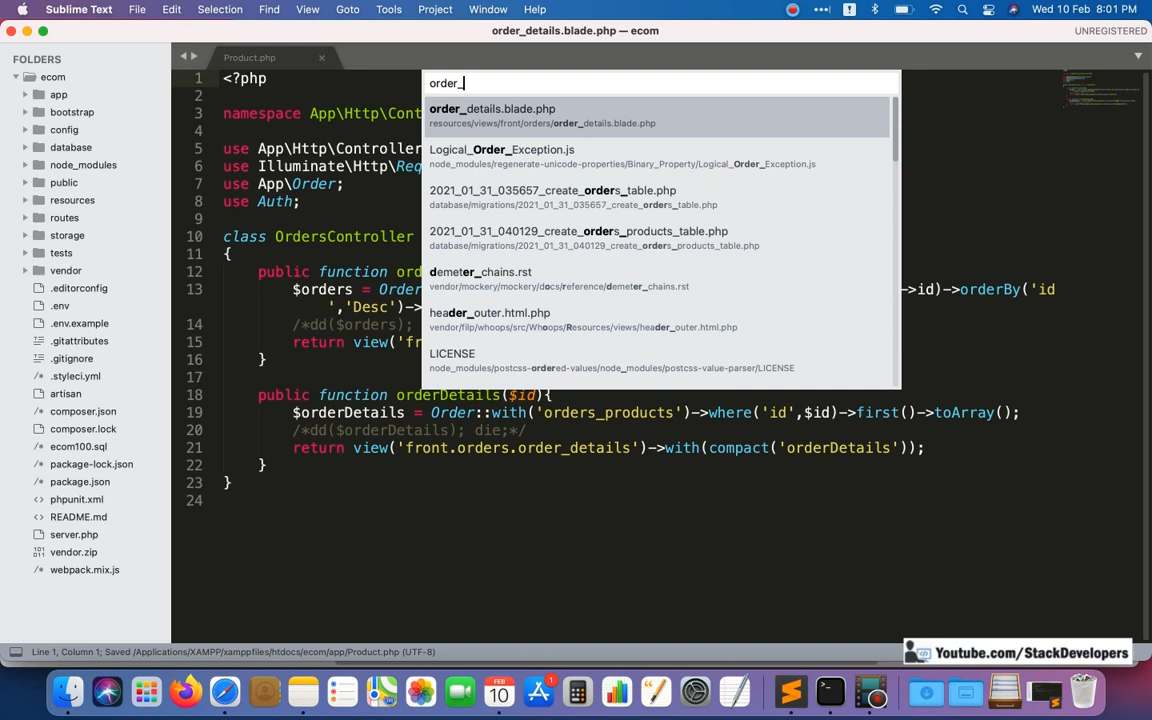 Sublime Text File Edit Selection Find View Goto Tools Project Window Help Wed 10 Feb 8:01 PM
order_details.blade.php — ecom UNREGISTERED
FOLDERS
ecom
app
bootstrap
config
database
node_modules
public
resources
routes
storage
tests
vendor
.editorconfig
.env
.env.example
.gitattributes
.gitignore
.styleci.yml
artisan
composer.json
composer.lock
ecom100.sql
package-lock.json
package.json
phpunit.xml
README.md
server.php
vendor.zip
webpack.mix.js
Product.php
order_
order_details.blade.php
resources/views/front/orders/order_details.blade.php
Logical_Order_Exception.js
node_modules/regenerate-unicode-properties/Binary_Property/Logical_Order_Exception.js
2021_01_31_035657_create_orders_table.php
database/migrations/2021_01_31_035657_create_orders_table.php
2021_01_31_040129_create_orders_products_table.php
database/migrations/2021_01_31_040129_create_orders_products_table.php
demeter_chains.rst
vendor/mockery/mockery/docs/reference/demeter_chains.rst
header_outer.html.php
vendor/filp/whoops/src/Whoops/Resources/views/header_outer.html.php
LICENSE
node_modules/postcss-ordered-values/node_modules/postcss-value-parser/LICENSE
1 <?php
2
3 namespace App\Http\Cont
4
5 use App\Http\Controller
6 use Illuminate\Http\Req
7 use App\Order;
8 use Auth;
9
10 class OrdersController
11 {
12 public function ord
13 $orders = Order ->id)->orderBy('id
','Desc')->
14 /*dd($orders);
15 return view('fr
16 }
17
18 public function orderDetails($id){
19 $orderDetails = Order::with('orders_products')->where('id',$id)->first()->toArray();
20 /*dd($orderDetails); die;*/
21 return view('front.orders.order_details')->with(compact('orderDetails'));
22 }
23 }
24
Line 1, Column 1; Saved /Applications/XAMPP/xamppfiles/htdocs/ecom/app/Product.php (UTF-8)
Youtube.com/StackDevelopers
FEB
10
1